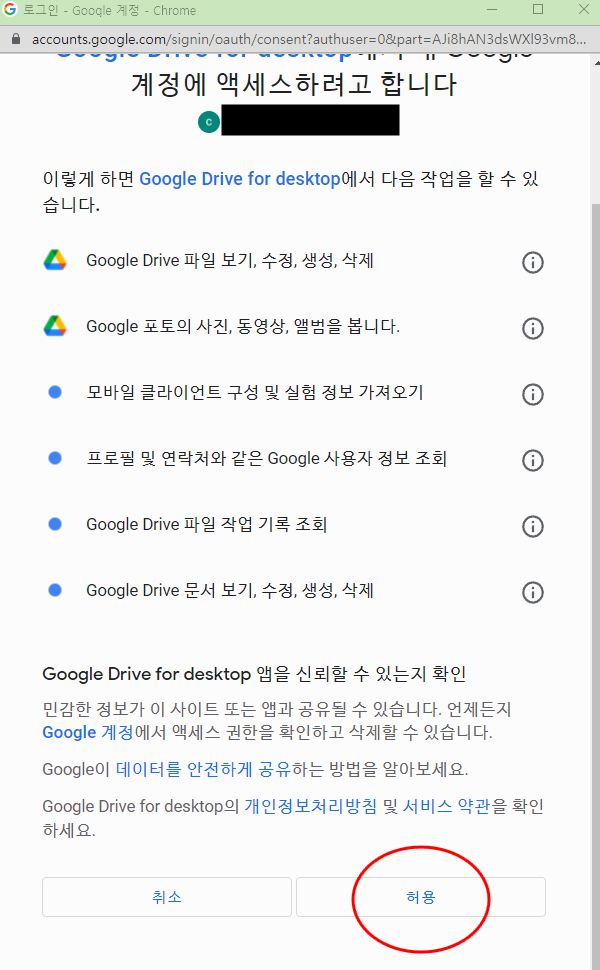 로그인 - Google 계정 - Chrome
accounts.google.com/signin/oauth/consent?authuser=0&part=AJi8hAN3dsWXl93vm8...
Google Drive for desktop에서 내 Google
계정에 액세스하려고 합니다
C
이렇게 하면 Google Drive for desktop에서 다음 작업을 할 수 있
습니다.
Google Drive 파일 보기, 수정, 생성, 삭제
Google 포토의 사진, 동영상, 앨범을 봅니다.
모바일 클라이언트 구성 및 실험 정보 가져오기
프로필 및 연락처와 같은 Google 사용자 정보 조회
Google Drive 파일 작업 기록 조회
Google Drive 문서 보기, 수정, 생성, 삭제
Google Drive for desktop 앱을 신뢰할 수 있는지 확인
민감한 정보가 이 사이트 또는 앱과 공유될 수 있습니다. 언제든지
Google 계정에서 액세스 권한을 확인하고 삭제할 수 있습니다.
Google이 데이터를 안전하게 공유하는 방법을 알아보세요.
Google Drive for desktop의 개인정보처리방침 및 서비스 약관을 확인
하세요.
취소
허용